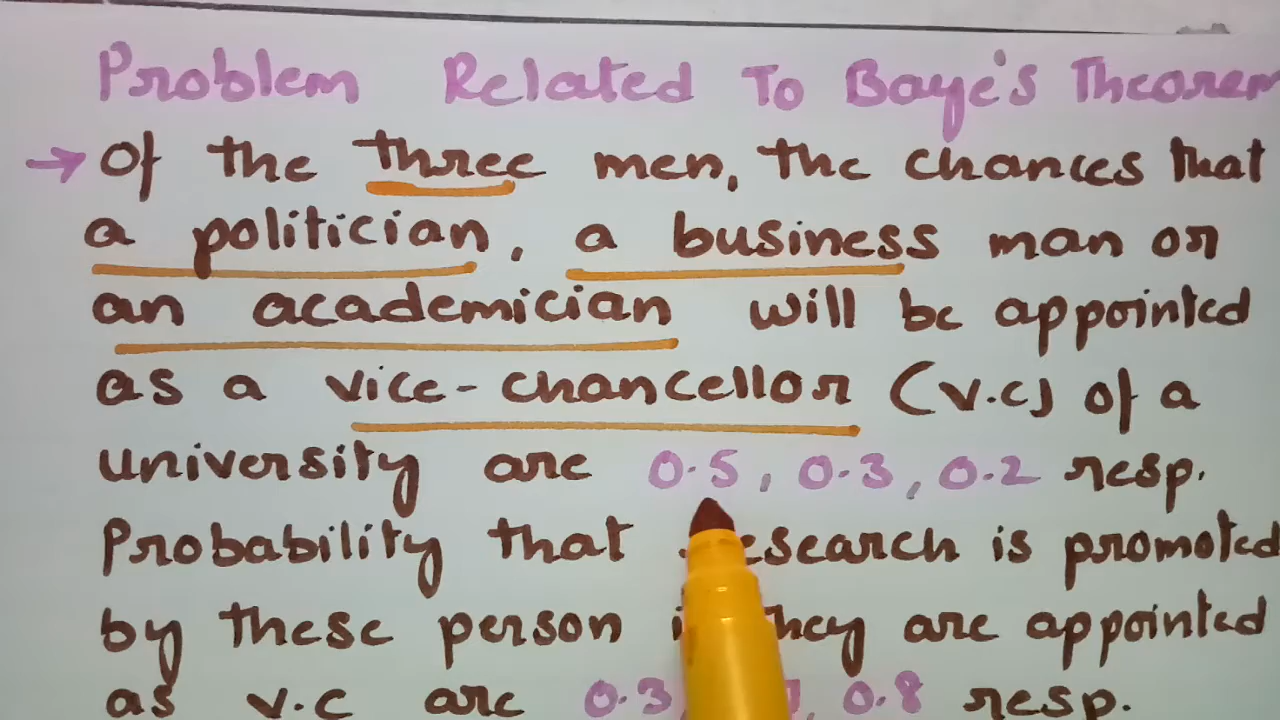 Problem Related To Baye's Theorem
→ Of the three men, the chances that
a politician, a business man or
an academician will be appointed
as a vice-chancellor (v.c) of a
university are 0.5, 0.3, 0.2 resp.
Probability that is promoted
by these person they are appointed
as v.c are 0.3, 0.8 resp.